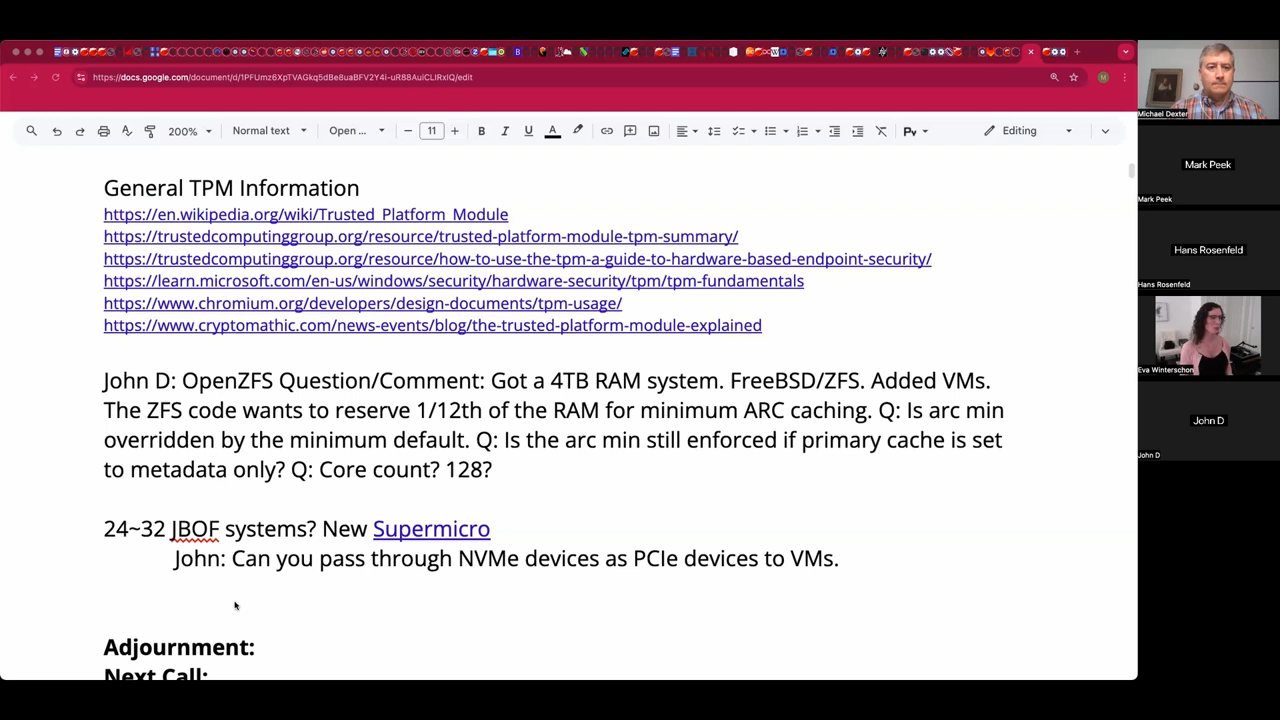 https://docs.google.com/document/d/1PFUmz6XpTVAGkq5dBe8uaBFV2Y4i-uR88AuiCLIRxIQ/edit
M
200%
Normal text
Open ...
11
Editing
General TPM Information
https://en.wikipedia.org/wiki/Trusted_Platform_Module
https://trustedcomputinggroup.org/resource/trusted-platform-module-tpm-summary/
https://trustedcomputinggroup.org/resource/how-to-use-the-tpm-a-guide-to-hardware-based-endpoint-security/
https://learn.microsoft.com/en-us/windows/security/hardware-security/tpm/tpm-fundamentals
https://www.chromium.org/developers/design-documents/tpm-usage/
https://www.cryptomathic.com/news-events/blog/the-trusted-platform-module-explained
John D: OpenZFS Question/Comment: Got a 4TB RAM system. FreeBSD/ZFS. Added VMs.
The ZFS code wants to reserve 1/12th of the RAM for minimum ARC caching. Q: Is arc min
overridden by the minimum default. Q: Is the arc min still enforced if primary cache is set
to metadata only? Q: Core count? 128?
24~32 JBOF systems? New Supermicro
John: Can you pass through NVMe devices as PCIe devices to VMs.
Adjournment:
Next Call:
Michael Dexter
Mark Peek
Mark Peek
Hans Rosenfeld
Hans Rosenfeld
Eva Winterschon
John D
John D